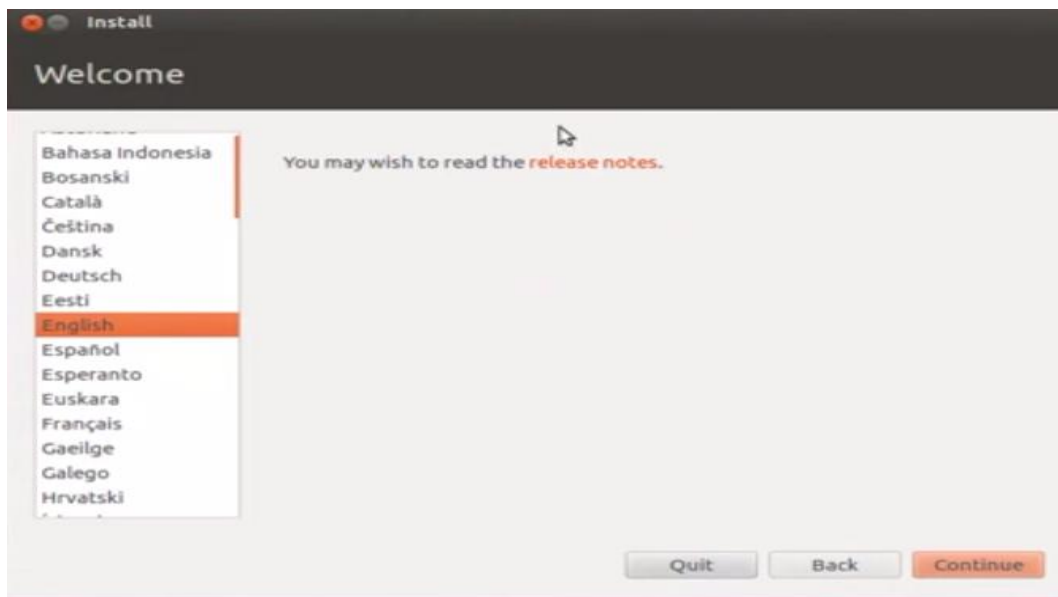 Install
Welcome
Bahasa Indonesia
Bosanski
Català
Čeština
Dansk
Deutsch
Eesti
English
Español
Esperanto
Euskara
Français
Gaeilge
Galego
Hrvatski
You may wish to read the release notes.
Quit Back Continue